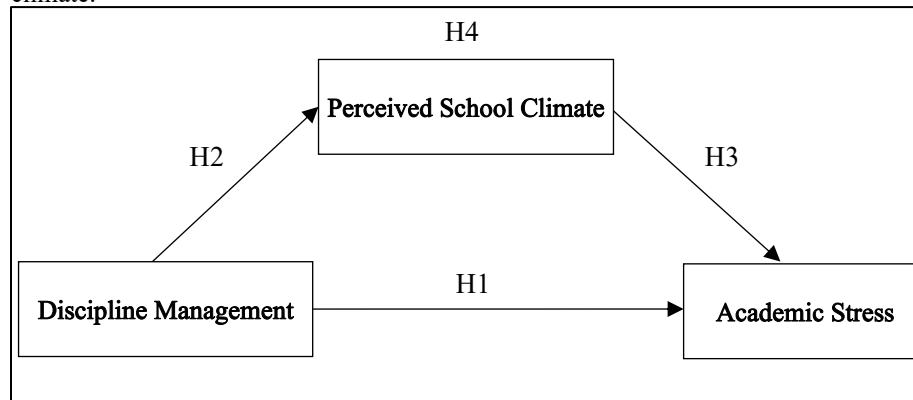 climate.
H4
Perceived School Climate
H2
H3
H1
Discipline Management
Academic Stress